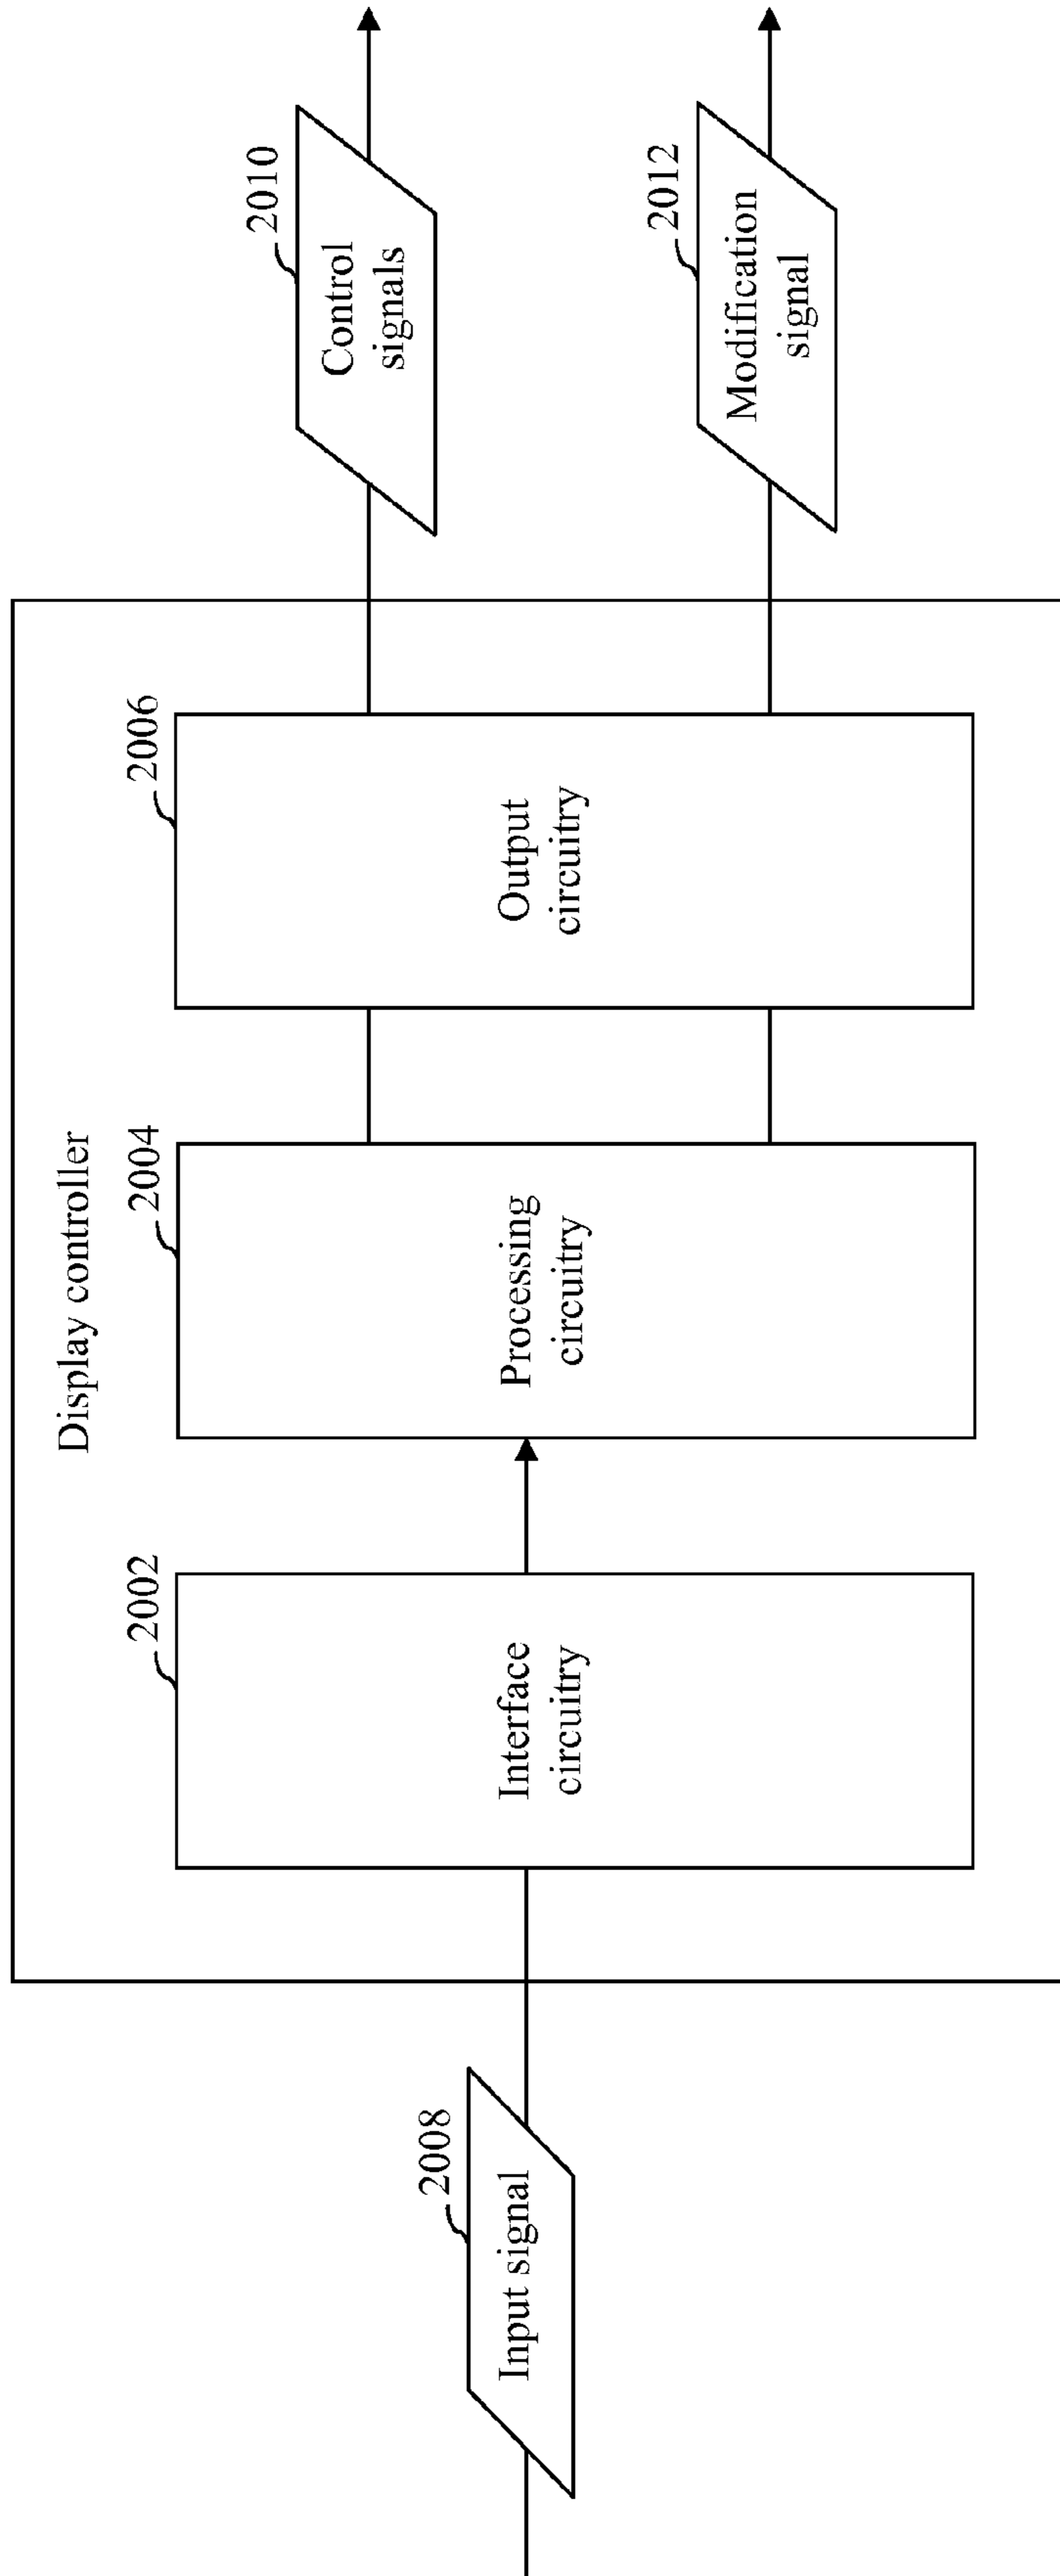 Display controller
2008
Input signal
2002
Interface
circuitry
2004
Processing
circuitry
2006
Output
circuitry
2010
Control
signals
2012
Modification
signal